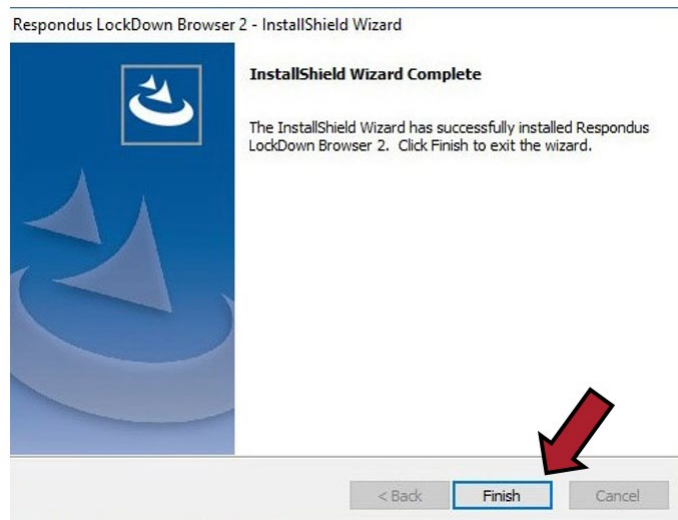 Respondus LockDown Browser 2 - InstallShield Wizard
InstallShield Wizard Complete
The InstallShield Wizard has successfully installed Respondus
LockDown Browser 2. Click Finish to exit the wizard.
< Back Finish Cancel